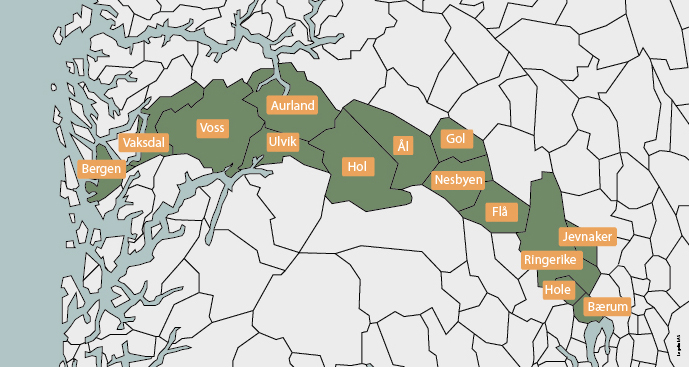 Aurland
Voss
Vaksdal
Ulvik
Ål
Gol
Bergen
Hol
Nesbyen
Flå
Jevnaker
Ringerike
Hole
Bærum